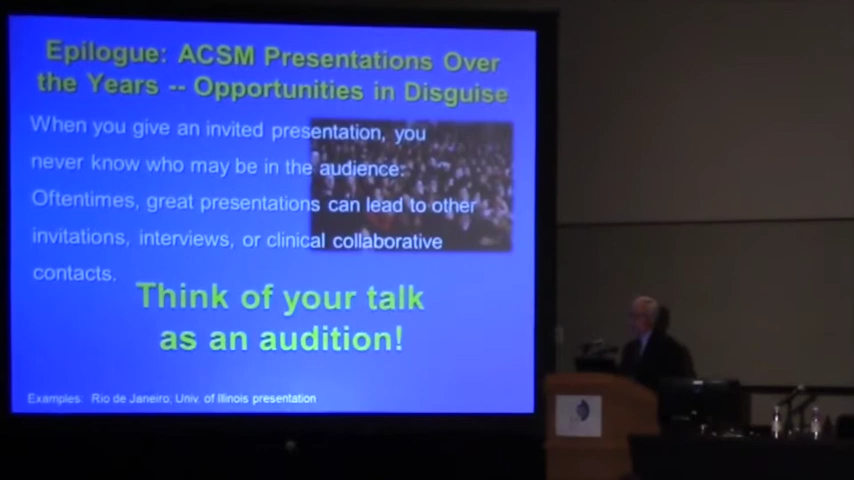 Epilogue: ACSM Presentations Over
the Years -- Opportunities in Disguise
When you give an invited presentation, you
never know who may be in the audience:
Oftentimes, great presentations can lead to other
invitations, interviews, or clinical collaborative
contacts.
Think of your talk
as an audition!
Examples: Rio de Janeiro; Univ. of Illinois presentation